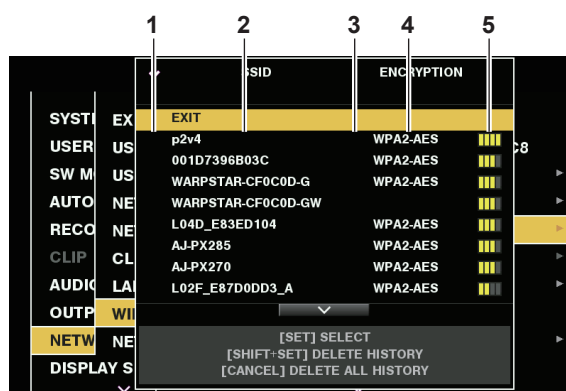 1 2 3 4 5
SSID ENCRYPTION
EXIT
p2v4 WPA2-AES
001D7396B03C WPA2-AES
WARPSTAR-CF0C0D-G WPA2-AES
WARPSTAR-CF0C0D-GW
L04D_E83ED104 WPA2-AES
AJ-PX285 WPA2-AES
AJ-PX270 WPA2-AES
L02F_E87D0DD3_A WPA2-AES
[SET] SELECT
[SHIFT+SET] DELETE HISTORY
[CANCEL] DELETE ALL HISTORY
SYSTE EX
USER US C8
SW M US
AUTO NE
RECO NE
CLIP CL
AUDIO LA
OUTP WI
NETW NE
DISPLAY S